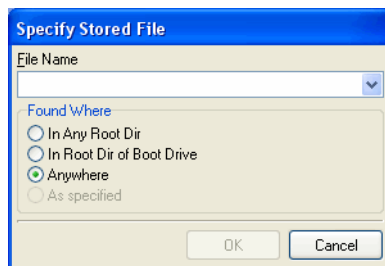 Specify Stored File
File Name
Found Where
In Any Root Dir
In Root Dir of Boot Drive
Anywhere
As specified
OK Cancel